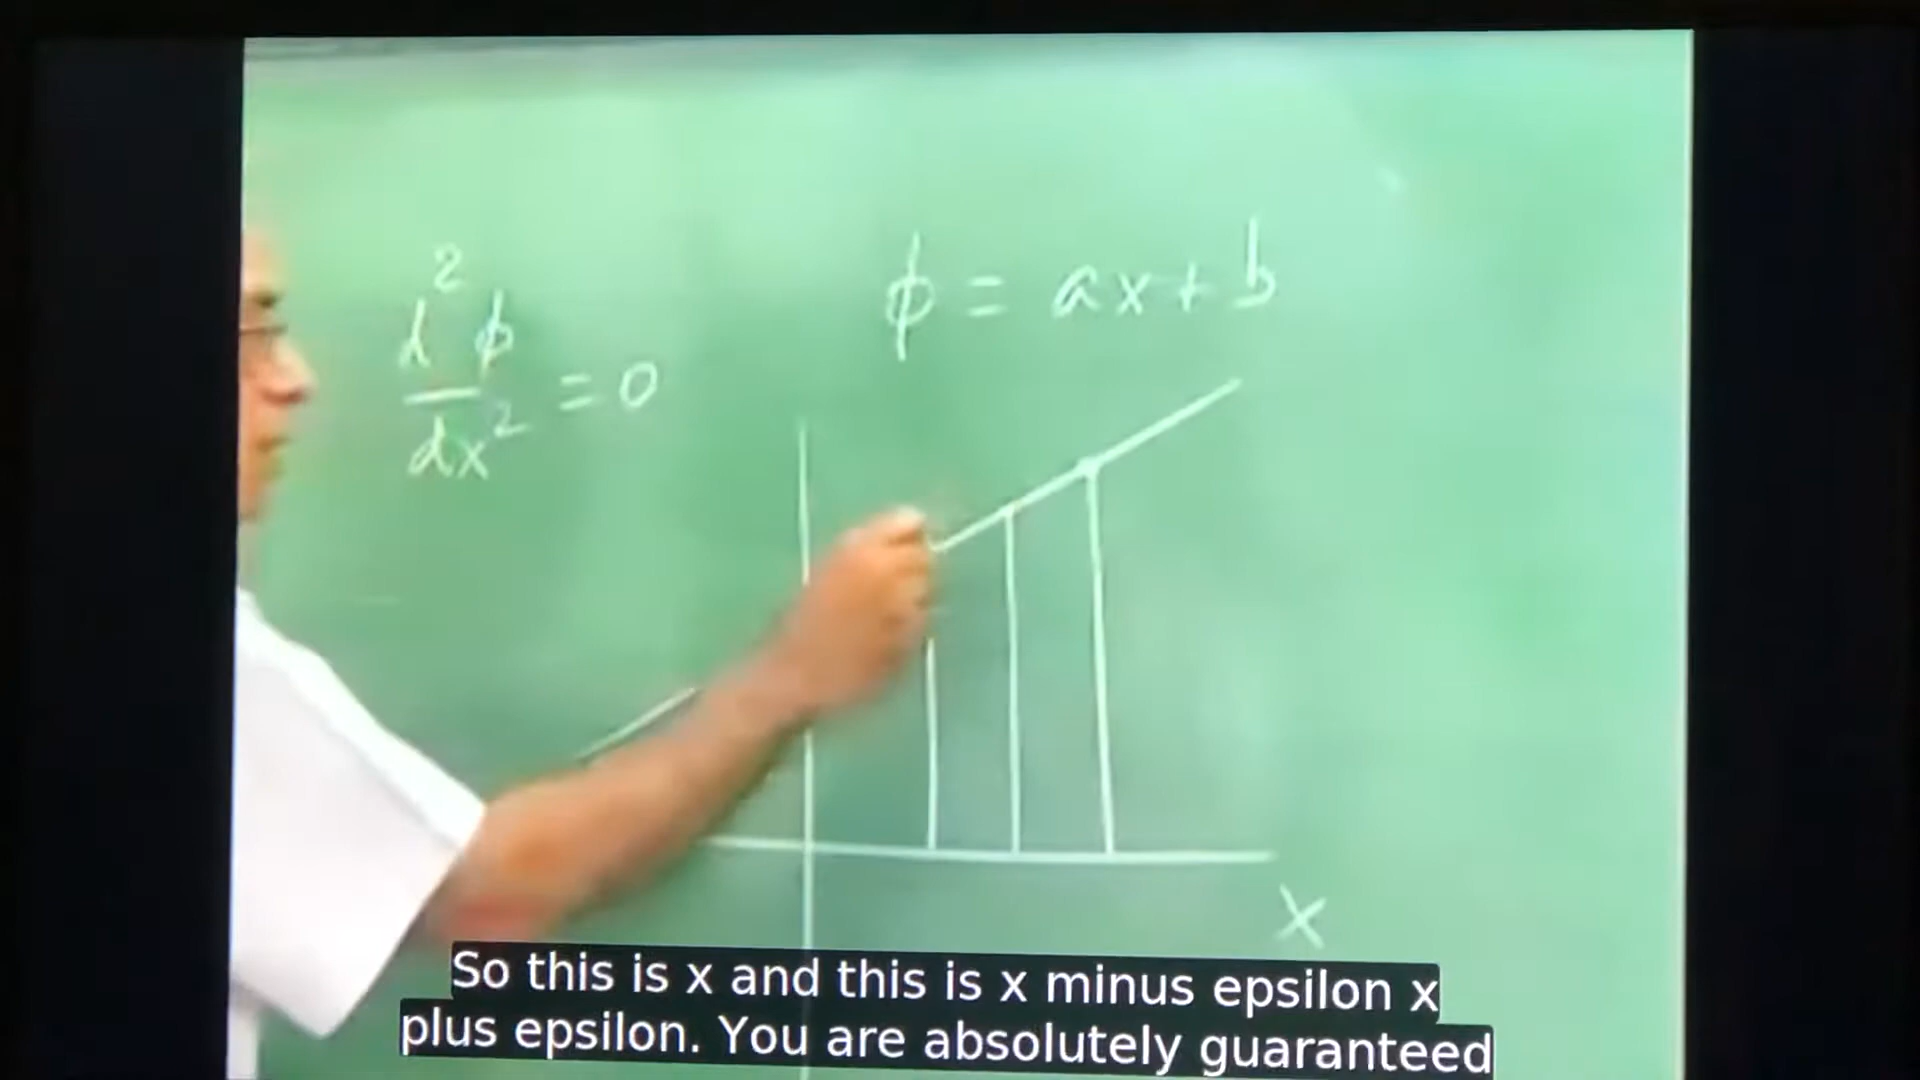 d²ϕ/dx² = 0
ϕ = ax + b
x
So this is x and this is x minus epsilon x
plus epsilon. You are absolutely guaranteed